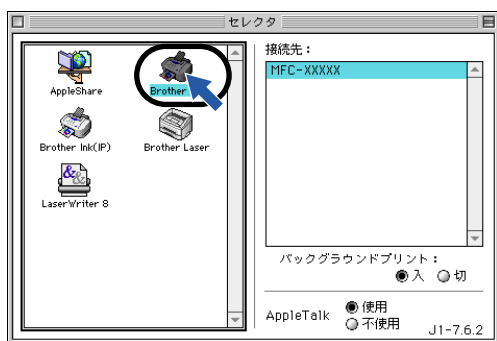 セレクタ
AppleShare
Brother
Brother Ink(IP)
Brother Laser
LaserWriter 8
接続先：
MFC-XXXXX
バックグラウンドプリント：
入 切
AppleTalk
使用
不使用
J1-7.6.2